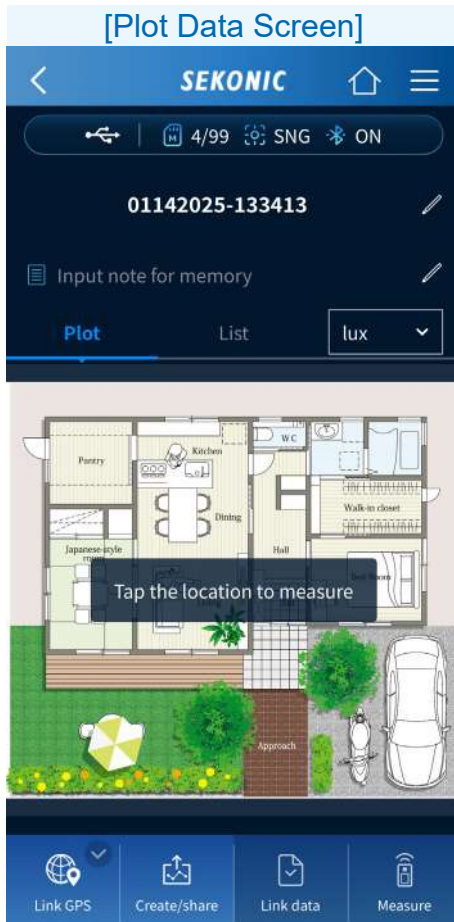 [Plot Data Screen]
SEKONIC
4/99 SNG ON
01142025-133413
Input note for memory
Plot List lux
Pantry
Kitchen
W C
Dining
Walk-in closet
Japanese-style
room
Hall
Tap the location to measure
Approach
Link GPS Create/share Link data Measure